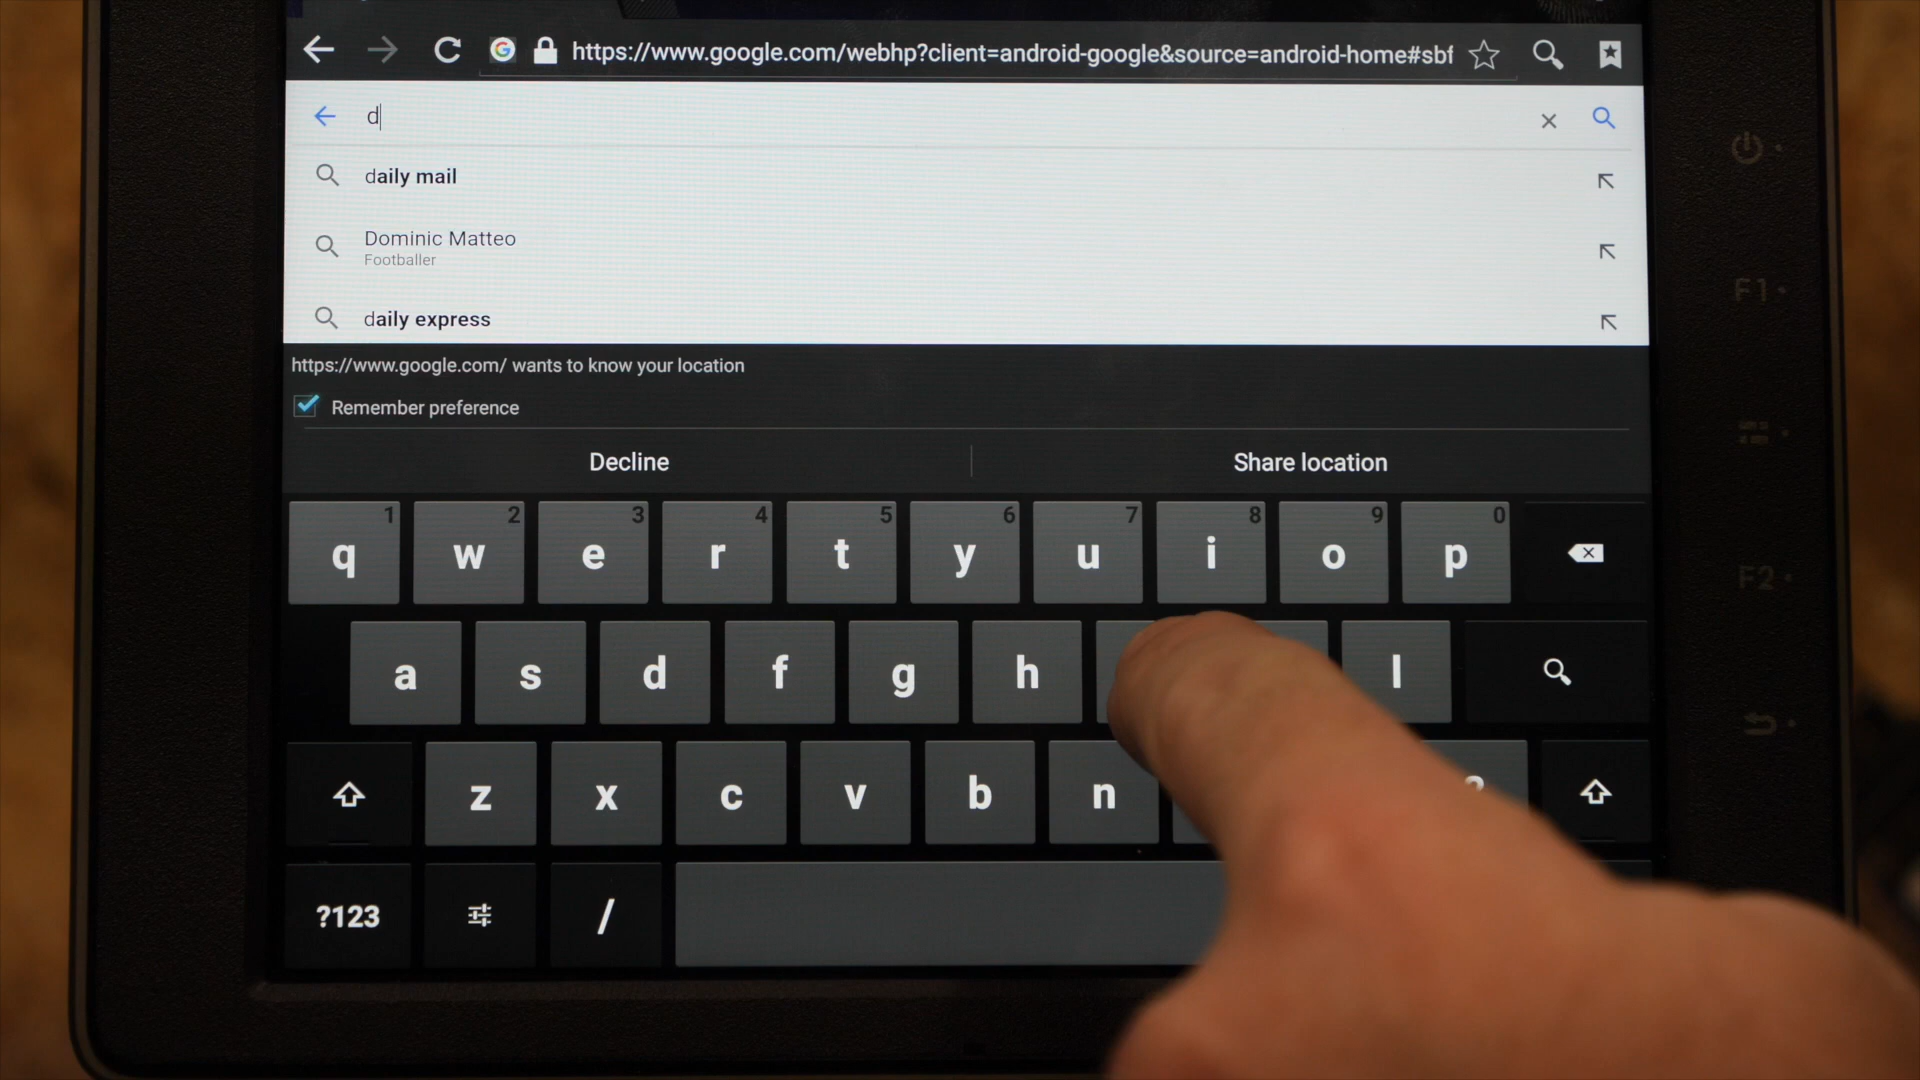 https://www.google.com/webhp?client=android-google&source=android-home#sbf
d
daily mail
Dominic Matteo
Footballer
daily express
https://www.google.com/ wants to know your location
Remember preference
Decline
Share location
1 2 3 4 5 6 7 8 9 0
q w e r t y u i o p
a s d f g h l
z x c v b n
?123 /
F1
F2